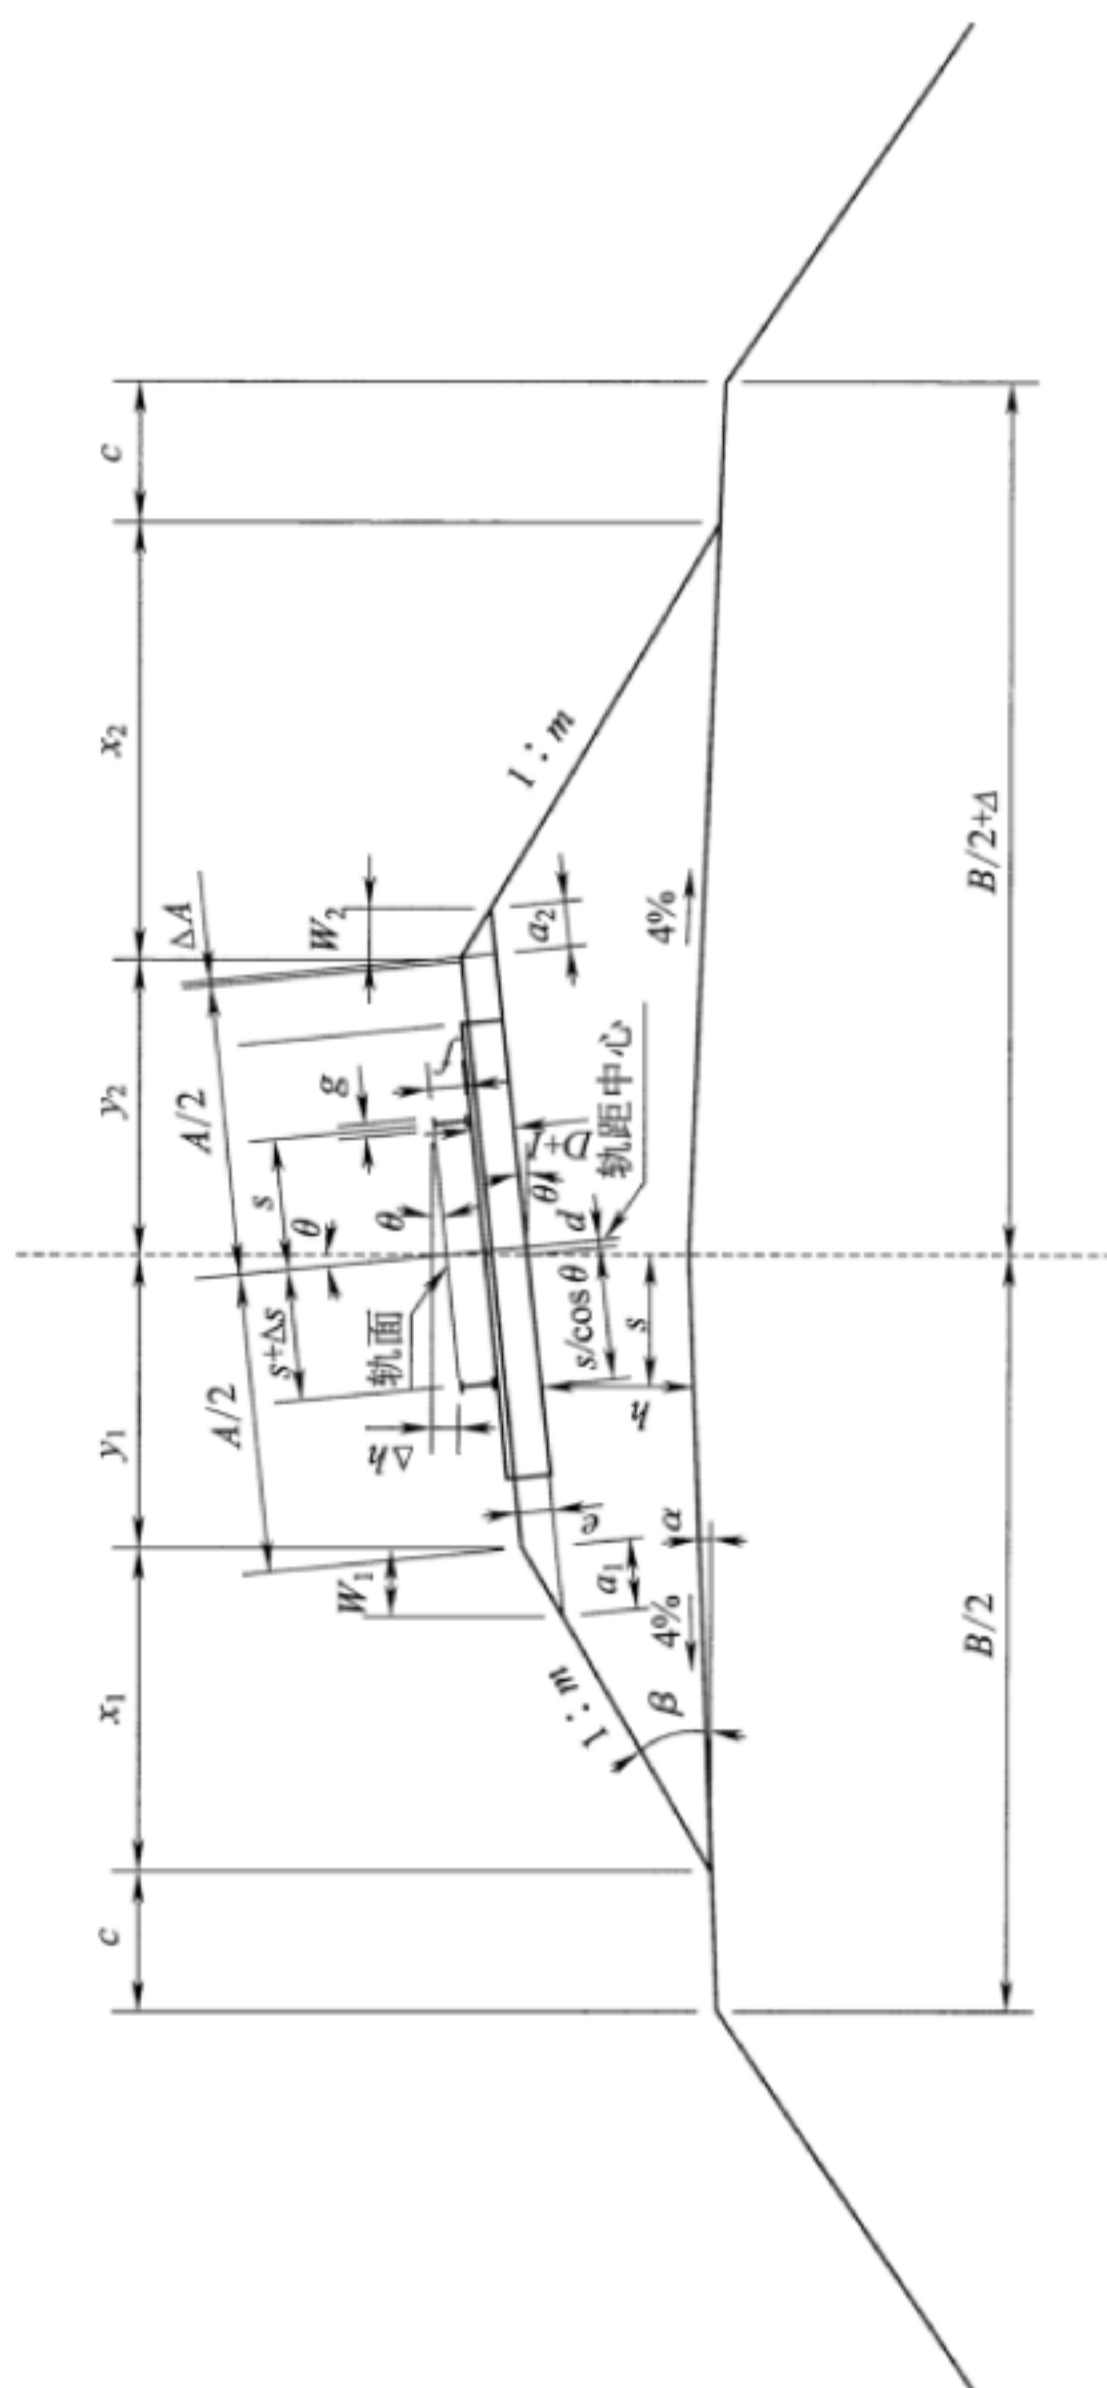 c
x₁
y₁
y₂
x₂
c
A/2
A/2
ΔA
s+Δs
s
θ
g
W₁
W₂
轨面
Δh
θ
f
e
D+I
θ
a₁
a₂
s/cosθ
d
轨距中心
s
h
1:m
1:m
4%
4%
α
β
B/2
B/2+Δ